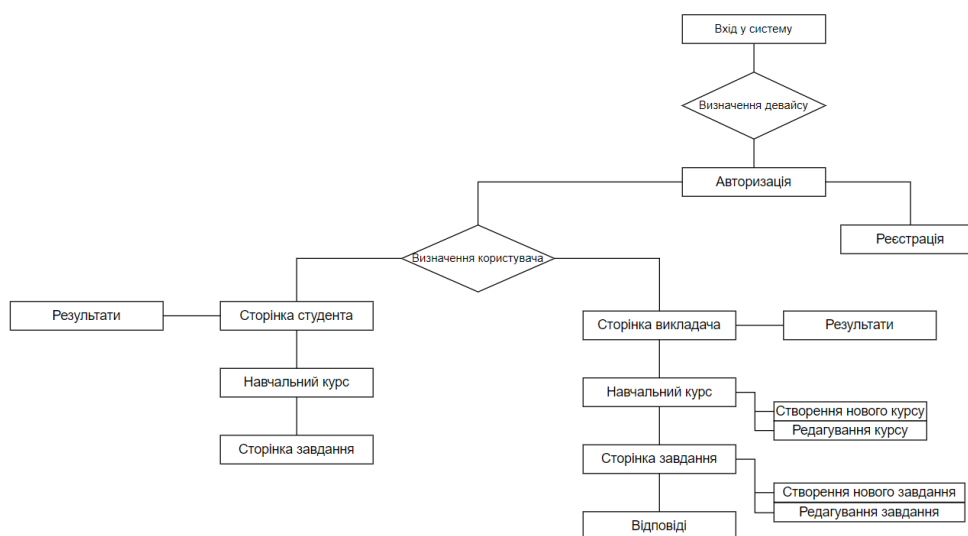 Вхід у систему
Визначення девайсу
Авторизація
Реєстрація
Визначення користувача
Результати
Сторінка студента
Сторінка викладача
Результати
Навчальний курс
Навчальний курс
Створення нового курсу
Редагування курсу
Сторінка завдання
Сторінка завдання
Створення нового завдання
Редагування завдання
Відповіді